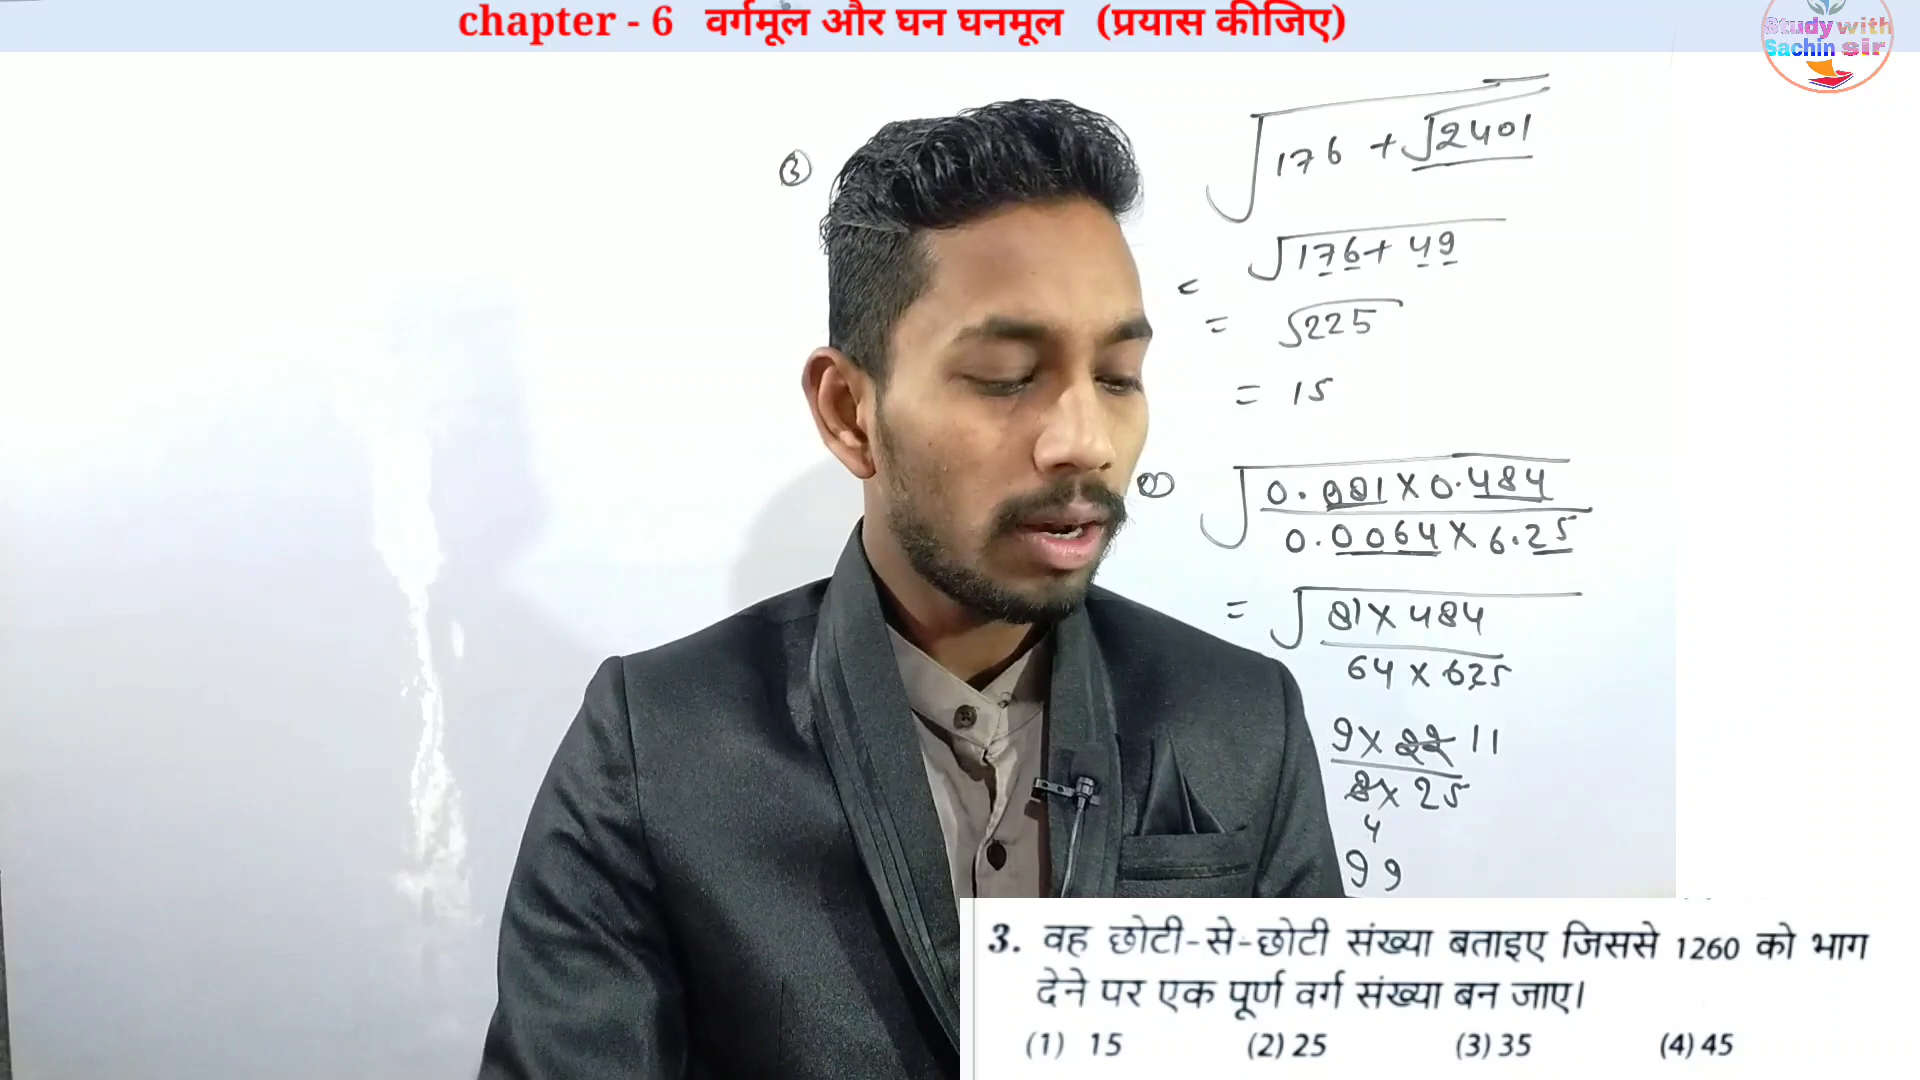 chapter - 6 वर्गमूल और घन घनमूल (प्रयास कीजिए)
Study with
Sachin sir
③
√176 + √2401
= √176 + 49
= √225
= 15
√0.081 X 0.484
0.0064 X 6.25
= √81 X 484
64 X 625
9 X 22 11
8 X 25
4
99
3. वह छोटी-से-छोटी संख्या बताइए जिससे 1260 को भाग
देने पर एक पूर्ण वर्ग संख्या बन जाए।
(1) 15 (2) 25 (3) 35 (4) 45